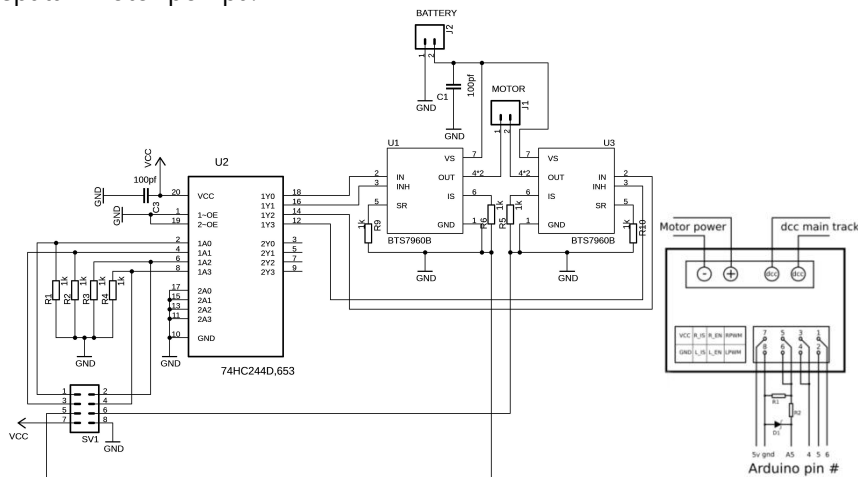 BATTERY
J2
1 2
100pf
C1
GND
GND
MOTOR
J1
1 2
U1
VS 7
2 IN OUT 4*2
3 INH
IS 6
5 SR
GND 1
BTS7960B
1k R9
R6 1k
R5 1k
GND
U3
7 VS
4*2 OUT IN 2
INH 3
6 IS
SR 5
1 GND
BTS7960B
1k R10
GND
U2
VCC
100pf
GND
C3
20 VCC 1Y0 18
1Y1 16
GND
1 1~OE 1Y2 14
19 2~OE 1Y3 12
2 1A0 2Y0 3
4 1A1 2Y1 5
6 1A2 2Y2 7
8 1A3 2Y3 9
17 2A0
15 2A1
13 2A2
11 2A3
10 GND
GND
74HC244D,653
R1 1k
R2 1k
R3 1k
R4 1k
GND
1 2
3 4
5 6
7 8
SV1
VCC
GND
Motor power
dcc main track
- + dcc dcc
VCC R_IS R_EN RPWM
GND L_IS L_EN LPWM
7 5 3 1
8 6 4 2
R1
R2
D1
5v gnd A5 4 5 6
Arduino pin #